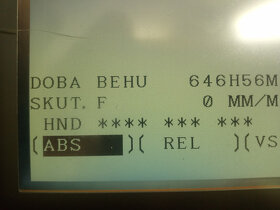 DOBA BEHU 646H56M
SKUT. F 0 MM/M
HND **** *** ***
(ABS )( REL )(VS